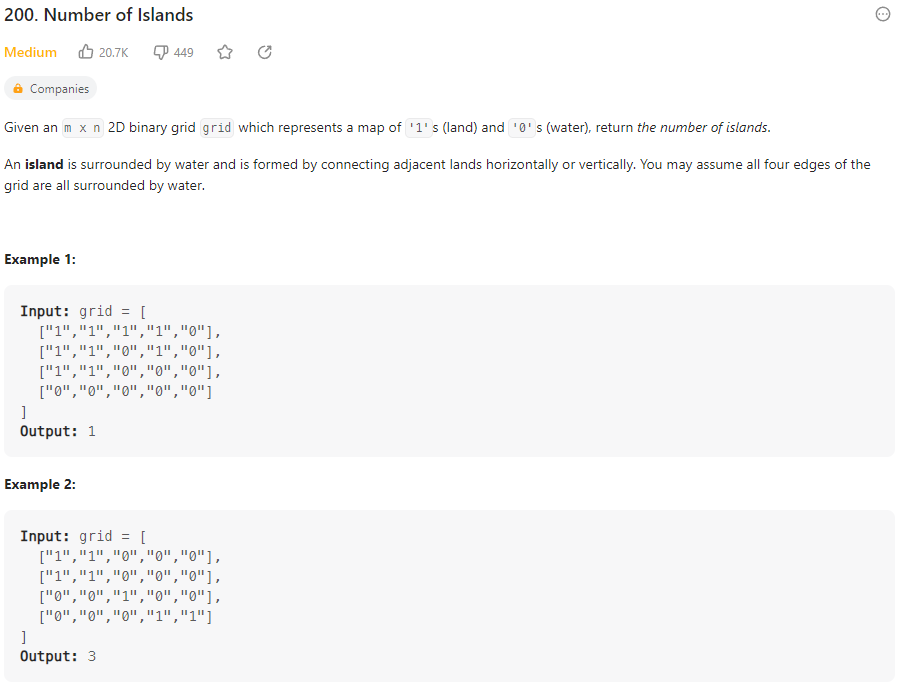 200. Number of Islands
Medium 20.7K 449
Companies
Given an m x n 2D binary grid grid which represents a map of '1's (land) and '0's (water), return the number of islands.
An island is surrounded by water and is formed by connecting adjacent lands horizontally or vertically. You may assume all four edges of the
grid are all surrounded by water.
Example 1:
Input: grid = [
["1","1","1","1","0"],
["1","1","0","1","0"],
["1","1","0","0","0"],
["0","0","0","0","0"]
]
Output: 1
Example 2:
Input: grid = [
["1","1","0","0","0"],
["1","1","0","0","0"],
["0","0","1","0","0"],
["0","0","0","1","1"]
]
Output: 3